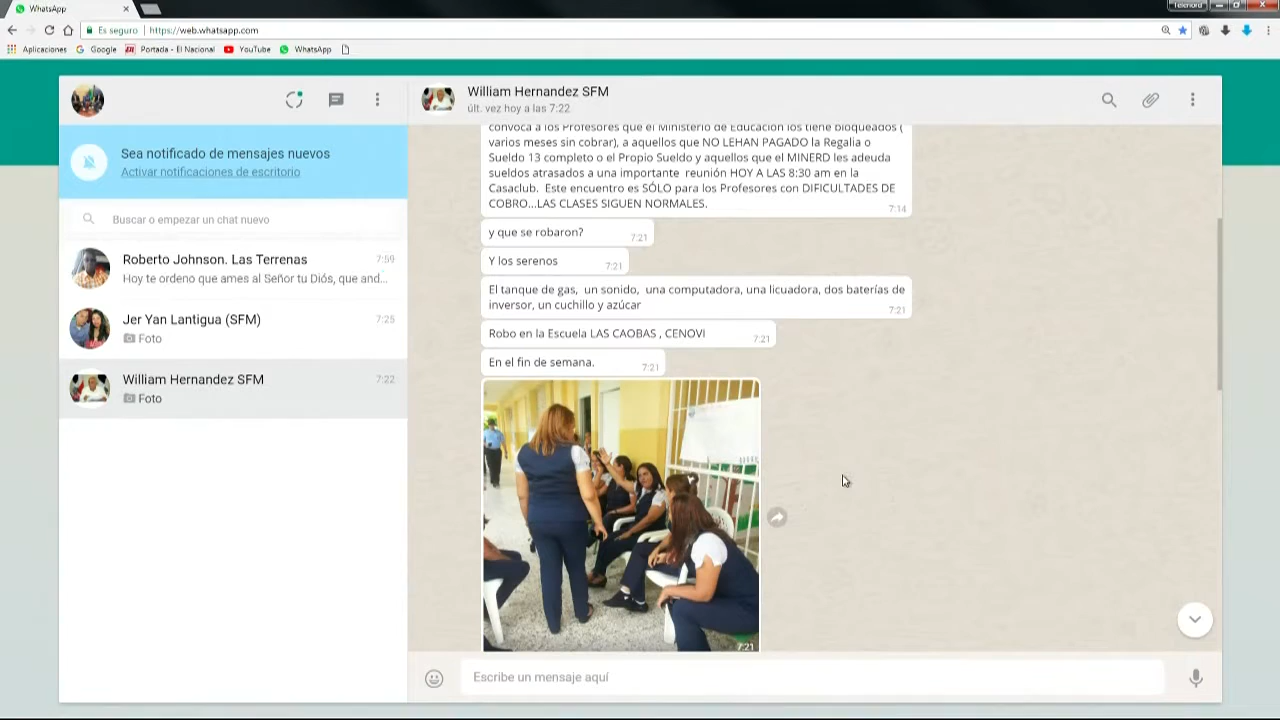 WhatsApp
Telenord
Es seguro
https://web.whatsapp.com
Aplicaciones
Google
Portada - El Nacional
YouTube
WhatsApp
William Hernandez SFM
últ. vez hoy a las 7:22
Sea notificado de mensajes nuevos
Activar notificaciones de escritorio
Buscar o empezar un chat nuevo
Roberto Johnson. Las Terrenas
7:59
Hoy te ordeno que ames al Señor tu Diós, que and...
Jer Yan Lantigua (SFM)
7:25
Foto
William Hernandez SFM
7:22
Foto
convoca a los Profesores que el Ministerio de Educación los tiene bloqueados (
varios meses sin cobrar), a aquellos que NO LEHAN PAGADO la Regalia o
Sueldo 13 completo o el Propio Sueldo y aquellos que el MINERD les adeuda
sueldos atrasados a una importante reunión HOY A LAS 8:30 am en la
Casaclub. Este encuentro es SÓLO para los Profesores con DIFICULTADES DE
COBRO...LAS CLASES SIGUEN NORMALES.
7:14
y que se robaron?
7:21
Y los serenos
7:21
El tanque de gas, un sonido, una computadora, una licuadora, dos baterías de
inversor, un cuchillo y azúcar
7:21
Robo en la Escuela LAS CAOBAS , CENOVI
7:21
En el fin de semana.
7:21
7:21
Escribe un mensaje aquí